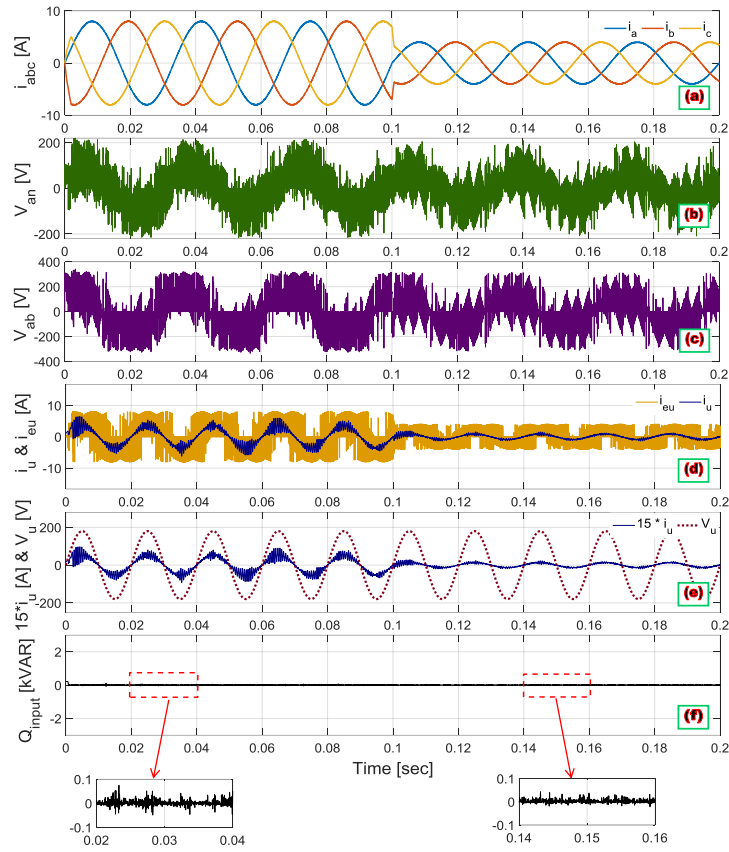 10
0
-10
i_abc [A]
i_a i_b i_c
(a)
0 0.02 0.04 0.06 0.08 0.1 0.12 0.14 0.16 0.18 0.2
200
0
-200
V_an [V]
(b)
0 0.02 0.04 0.06 0.08 0.1 0.12 0.14 0.16 0.18 0.2
400
200
0
-200
-400
V_ab [V]
(c)
0 0.02 0.04 0.06 0.08 0.1 0.12 0.14 0.16 0.18 0.2
10
0
-10
i_u & i_eu [A]
i_eu i_u
(d)
0 0.02 0.04 0.06 0.08 0.1 0.12 0.14 0.16 0.18 0.2
200
0
-200
15*i_u [A] & V_u [V]
15 * i_u V_u
(e)
0 0.02 0.04 0.06 0.08 0.1 0.12 0.14 0.16 0.18 0.2
2
0
-2
Q_input [kVAR]
(f)
0 0.02 0.04 0.06 0.08 0.1 0.12 0.14 0.16 0.18 0.2
Time [sec]
0.1
0
-0.1
0.02 0.03 0.04
0.1
0
-0.1
0.14 0.15 0.16